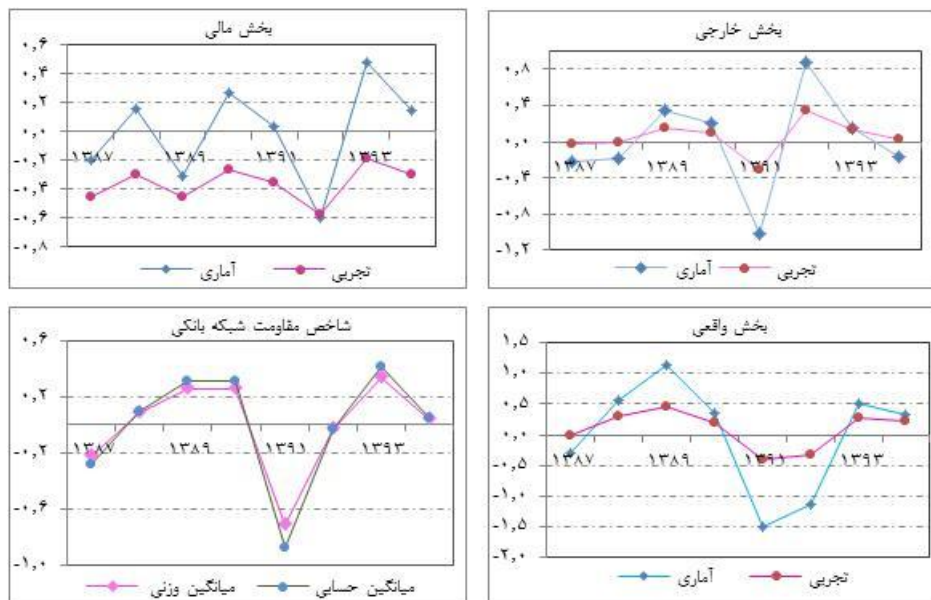 بخش مالی
۰٫۶
۰٫۴
۰٫۲
۰٫۰
-۰٫۲
-۰٫۴
-۰٫۶
-۰٫۸
۱۳۸۷ ۱۳۸۹ ۱۳۹۱ ۱۳۹۳
آماری تجربی
بخش خارجی
۰٫۸
۰٫۴
۰٫۰
-۰٫۴
-۰٫۸
-۱٫۲
۱۳۸۷ ۱۳۸۹ ۱۳۹۱ ۱۳۹۳
آماری تجربی
شاخص مقاومت شبکه بانکی
۰٫۶
۰٫۲
-۰٫۲
-۰٫۶
-۱٫۰
۱۳۸۷ ۱۳۸۹ ۱۳۹۱ ۱۳۹۳
میانگین وزنی میانگین حسابی
بخش واقعی
۱٫۵
۱٫۰
۰٫۵
۰٫۰
-۰٫۵
-۱٫۰
-۱٫۵
-۲٫۰
۱۳۸۷ ۱۳۸۹ ۱۳۹۱ ۱۳۹۳
آماری تجربی